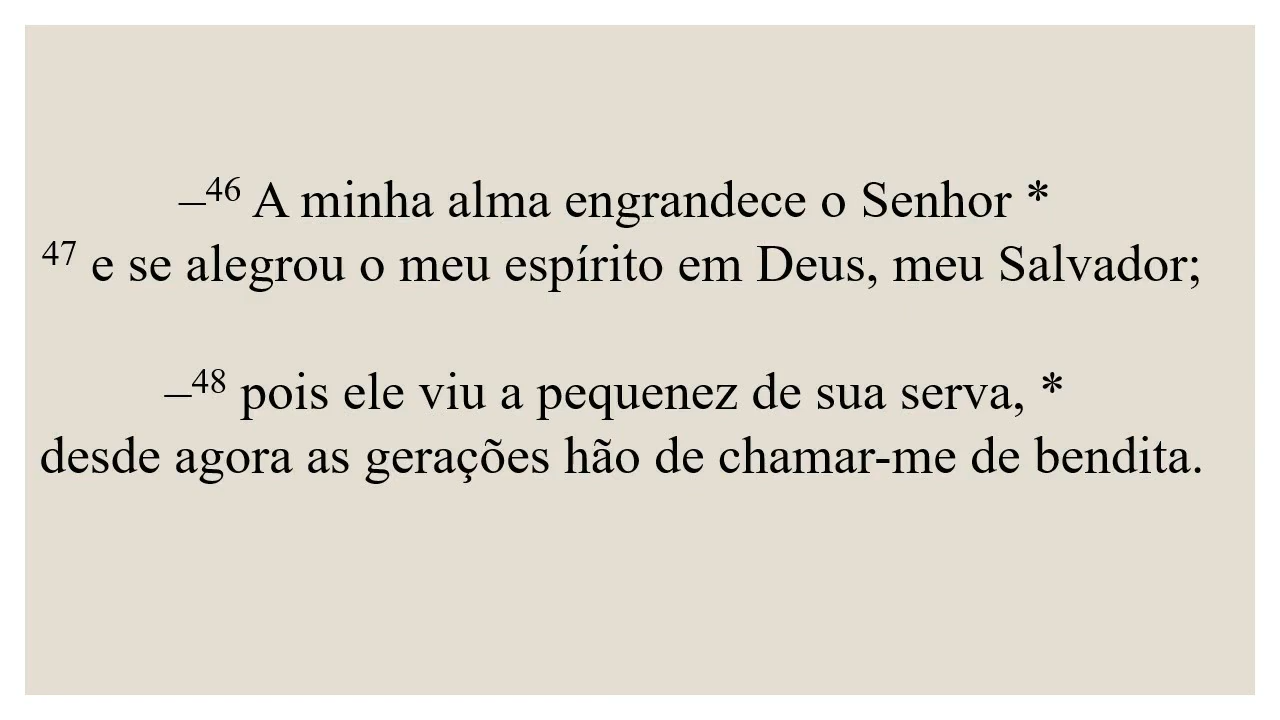 –46 A minha alma engrandece o Senhor *
47 e se alegrou o meu espírito em Deus, meu Salvador;
–48 pois ele viu a pequenez de sua serva, *
desde agora as gerações hão de chamar-me de bendita.